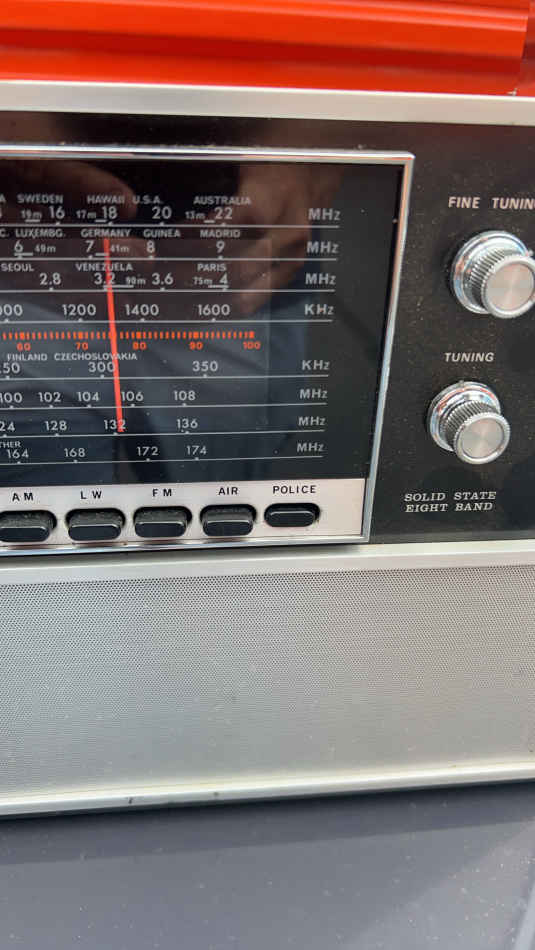 SWEDEN HAWAII U.S.A. AUSTRALIA
19m 16 17m 18 20 13m 22 MHz
FINE TUNING
LUXEMBG. GERMANY GUINEA MADRID
6 49m 7 41m 8 9 MHz
SEOUL VENEZUELA PARIS
2.8 3.2 90m 3.6 75m 4 MHz
1200 1400 1600 KHz
60 70 80 90 100
TUNING
FINLAND CZECHOSLOVAKIA
300 350 KHz
100 102 104 106 108 MHz
128 132 136 MHz
164 168 172 174 MHz
AM LW FM AIR POLICE
SOLID STATE
EIGHT BAND